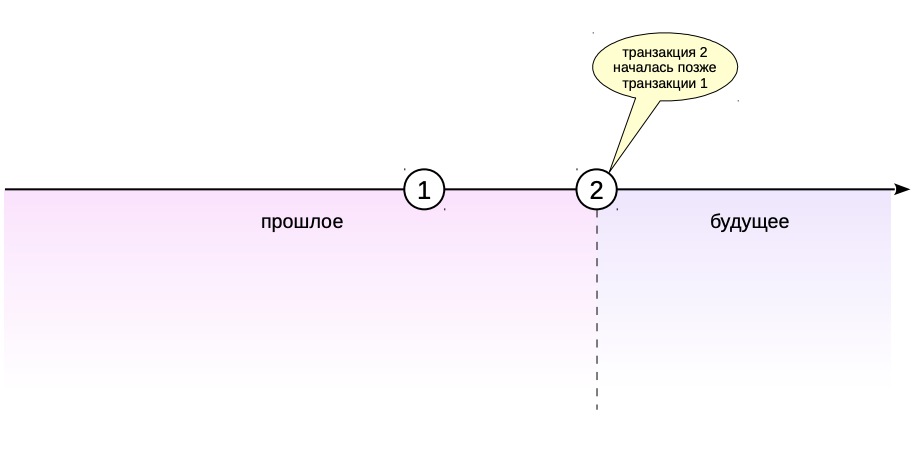 транзакция 2
началась позже
транзакции 1
1
2
прошлое
будущее